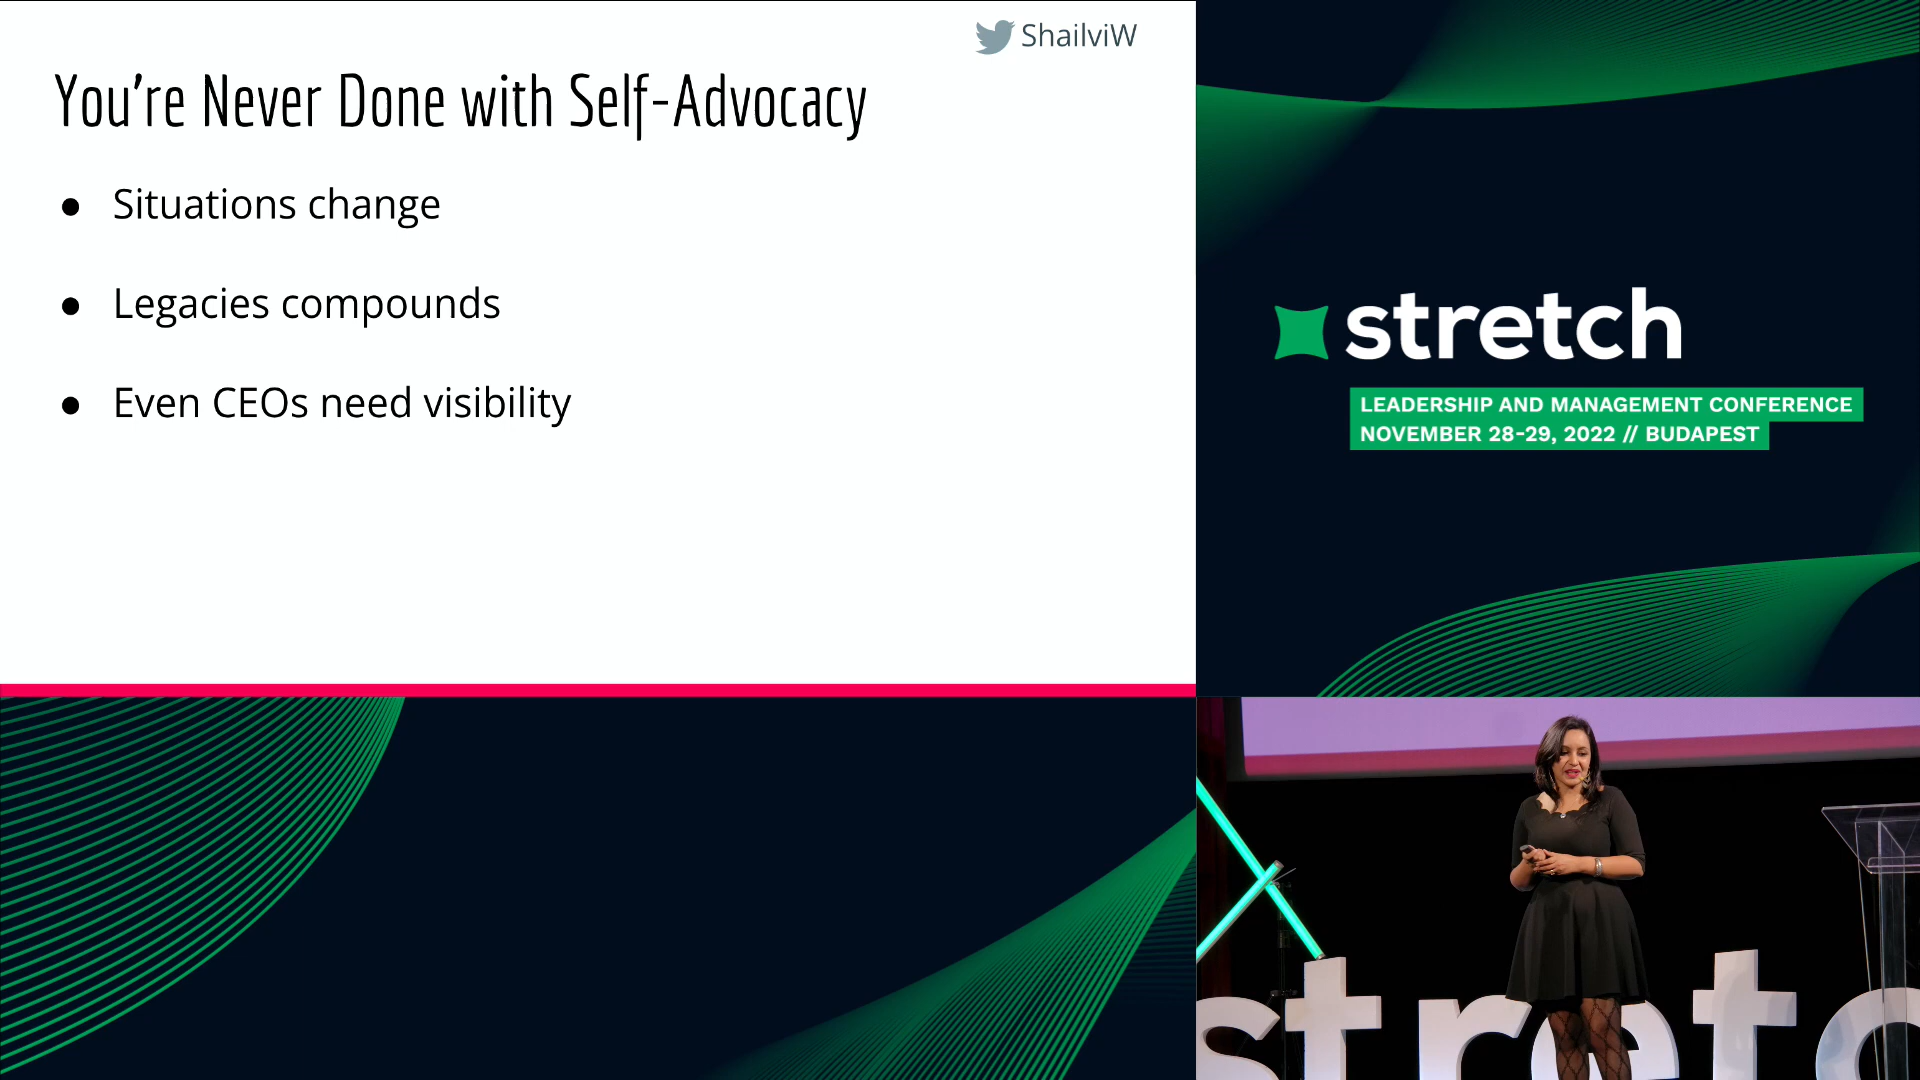 ShailviW
You're Never Done with Self-Advocacy
● Situations change
● Legacies compounds
● Even CEOs need visibility
stretch
LEADERSHIP AND MANAGEMENT CONFERENCE
NOVEMBER 28-29, 2022 // BUDAPEST
stretc